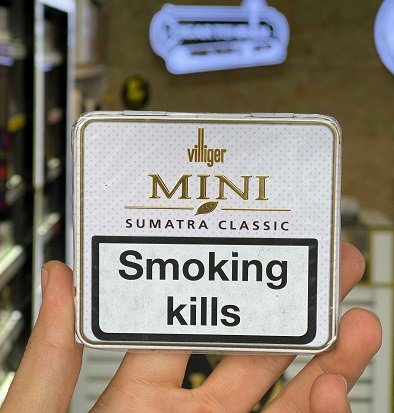 villiger
MINI
SUMATRA CLASSIC
Smoking
kills